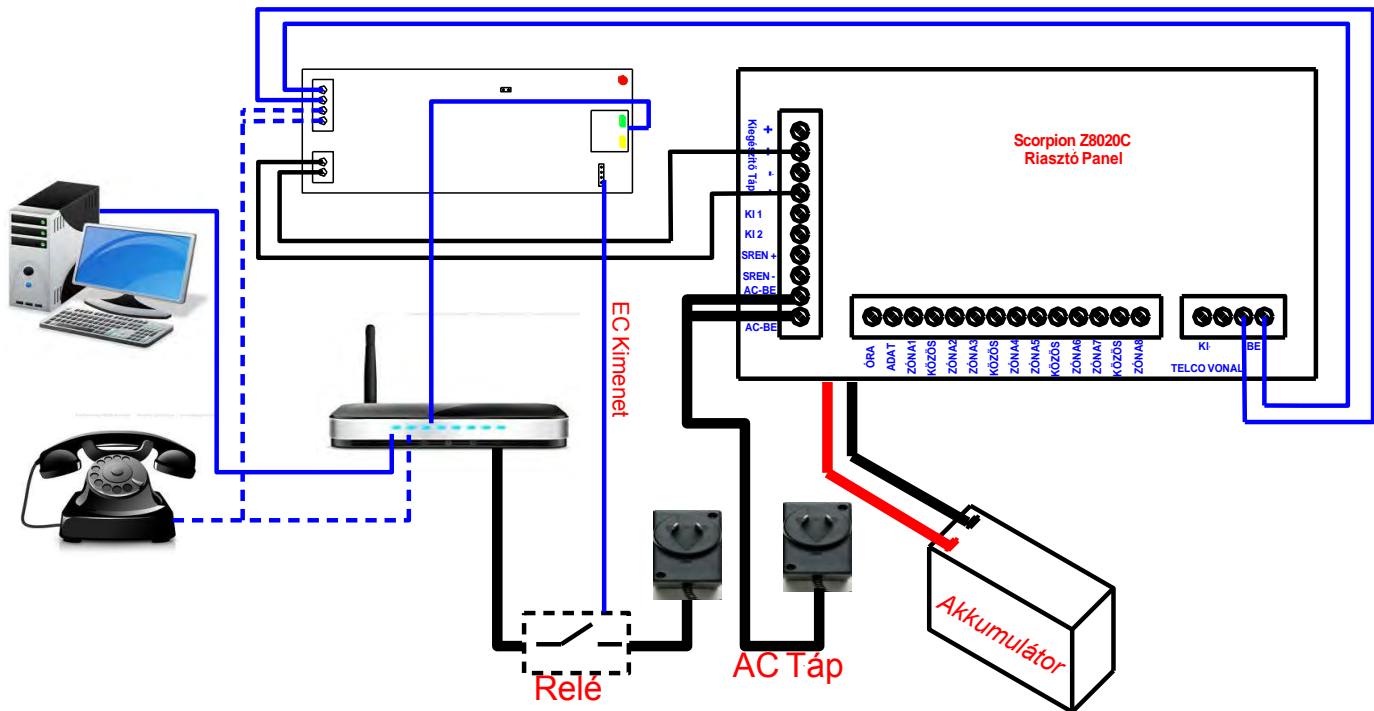 Scorpion Z8020C
Riasztó Panel
Kiegészítő Táp
+
+
-
-
KI 1
KI 2
SREN +
SREN -
AC-BE
AC-BE
ÓRA
ADAT
ZÓNA1
KÖZÖS
ZÓNA2
ZÓNA3
KÖZÖS
ZÓNA4
ZÓNA5
KÖZÖS
ZÓNA6
ZÓNA7
KÖZÖS
ZÓNA8
KI
BE
TELCO VONAL
EC Kimenet
Relé
AC Táp
Akkumulátor